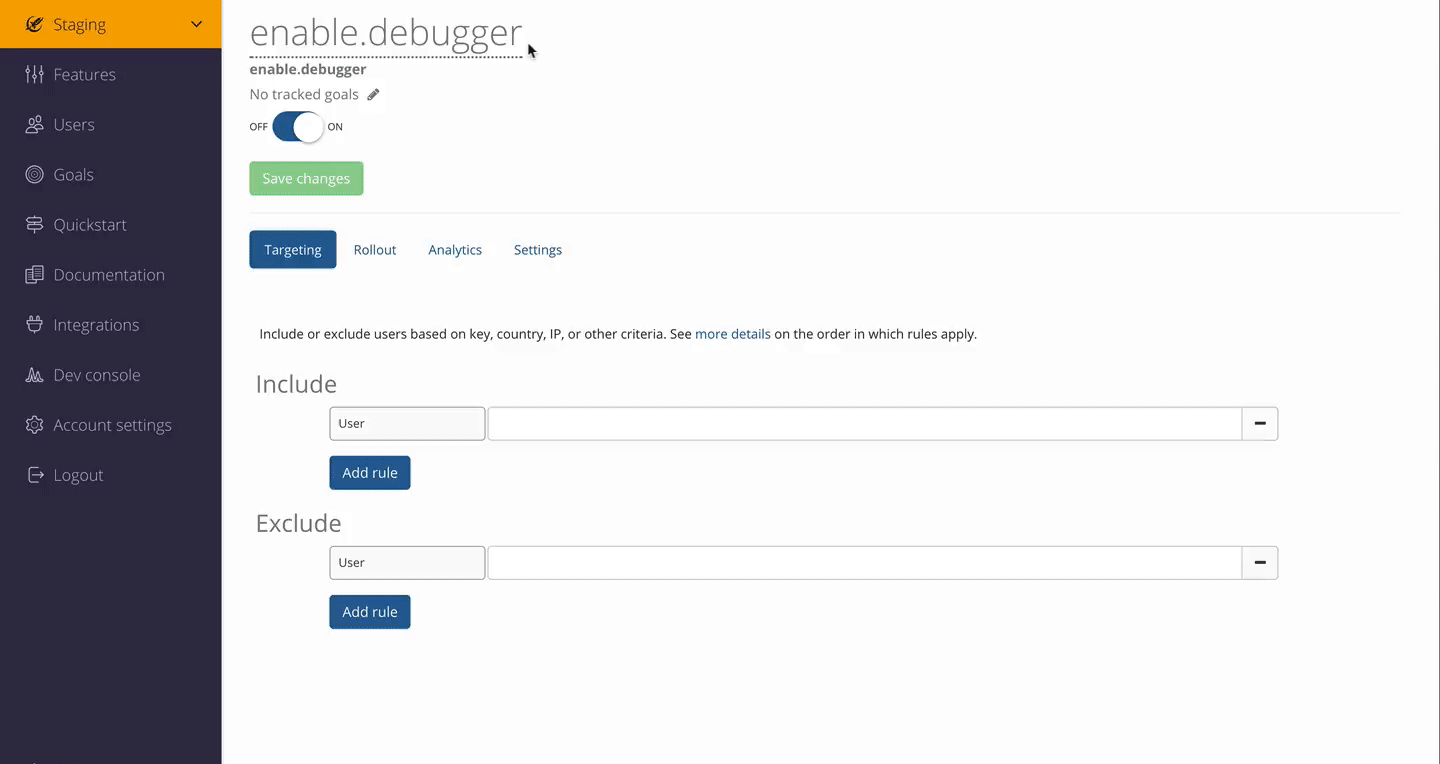 Staging
Features
Users
Goals
Quickstart
Documentation
Integrations
Dev console
Account settings
Logout
enable.debugger
enable.debugger
No tracked goals
OFF ON
Save changes
Targeting Rollout Analytics Settings
Include or exclude users based on key, country, IP, or other criteria. See more details on the order in which rules apply.
Include
User
Add rule
Exclude
User
Add rule